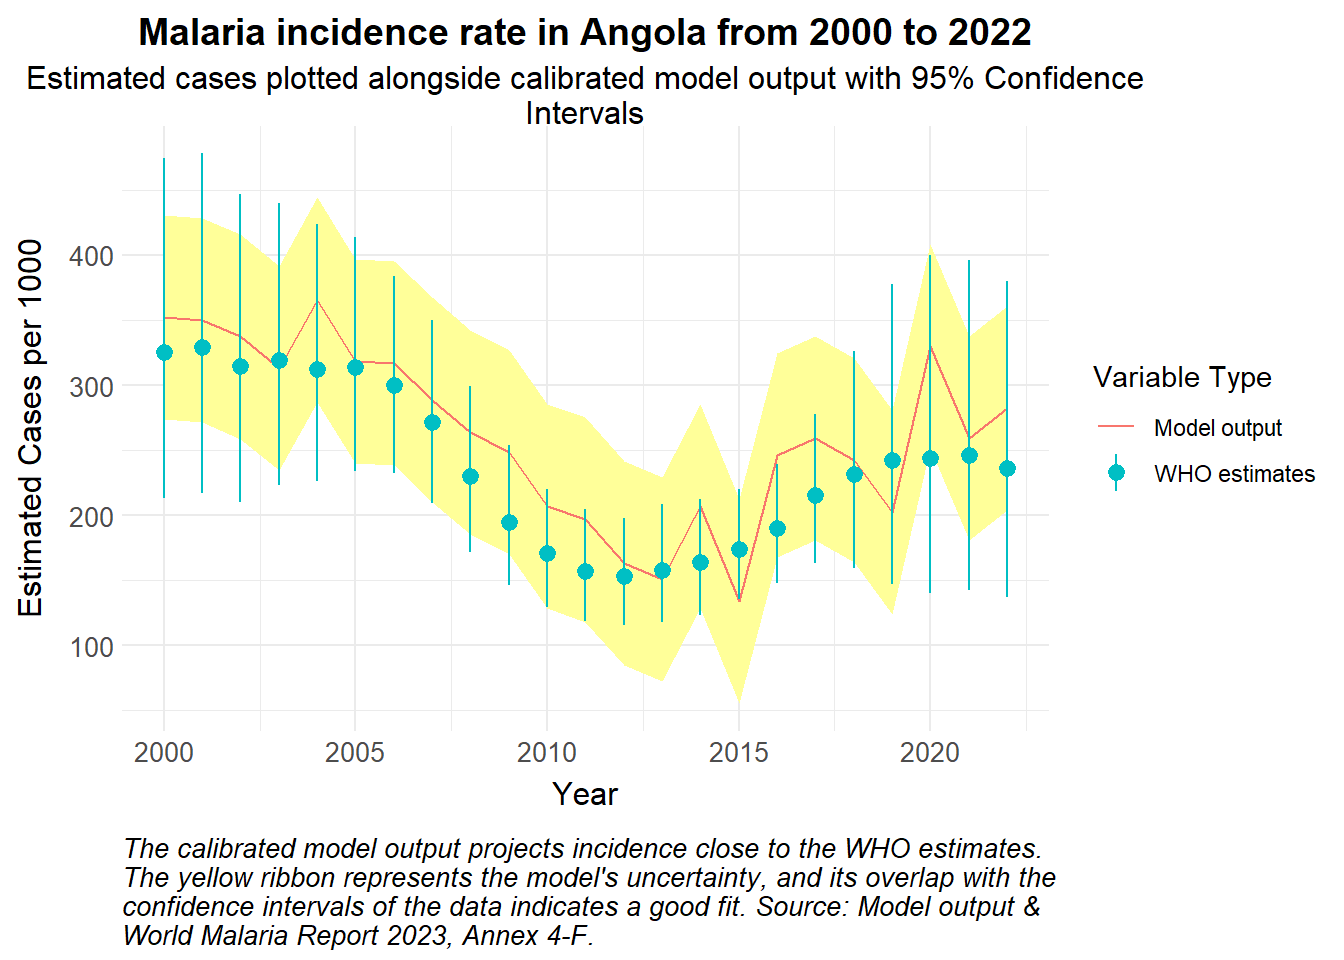 Malaria incidence rate in Angola from 2000 to 2022
Estimated cases plotted alongside calibrated model output with 95% Confidence
Intervals
Estimated Cases per 1000
400
300
200
100
2000 2005 2010 2015 2020
Year
Variable Type
Model output
WHO estimates
The calibrated model output projects incidence close to the WHO estimates.
The yellow ribbon represents the model's uncertainty, and its overlap with the
confidence intervals of the data indicates a good fit. Source: Model output &
World Malaria Report 2023, Annex 4-F.